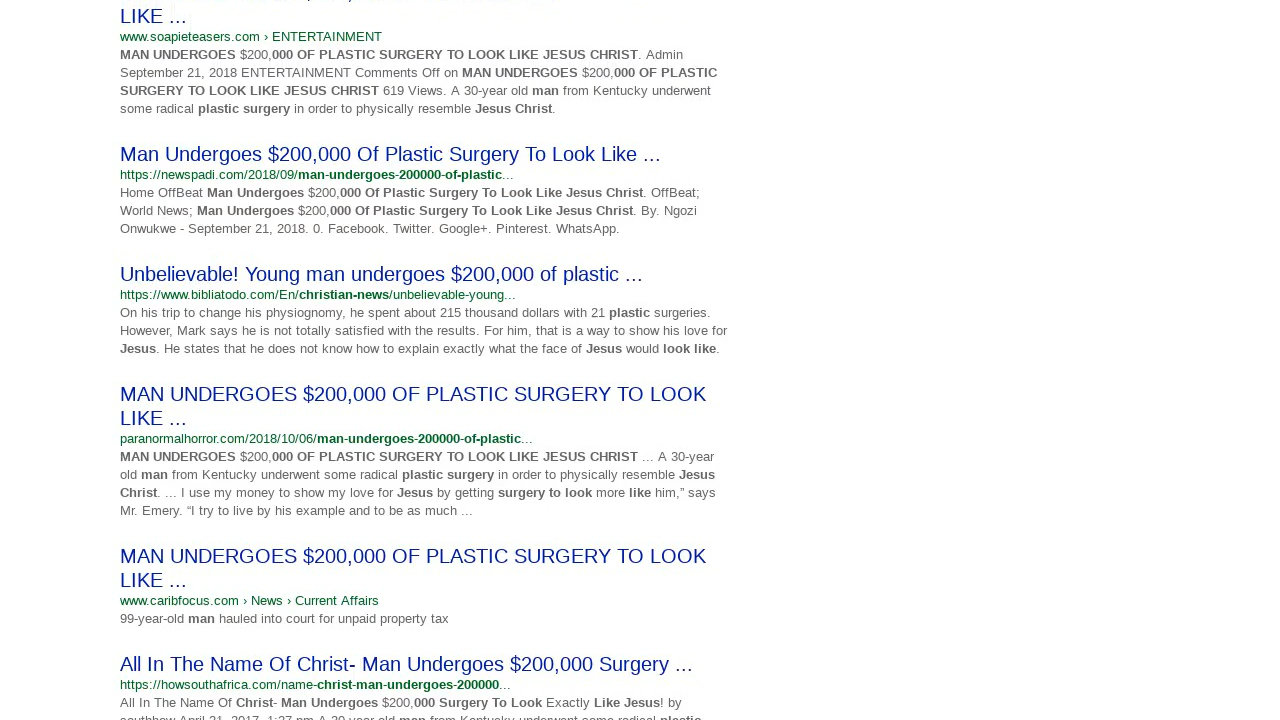 LIKE ...
www.soapieteasers.com › ENTERTAINMENT
MAN UNDERGOES $200,000 OF PLASTIC SURGERY TO LOOK LIKE JESUS CHRIST. Admin
September 21, 2018 ENTERTAINMENT Comments Off on MAN UNDERGOES $200,000 OF PLASTIC
SURGERY TO LOOK LIKE JESUS CHRIST 619 Views. A 30-year old man from Kentucky underwent
some radical plastic surgery in order to physically resemble Jesus Christ.
Man Undergoes $200,000 Of Plastic Surgery To Look Like ...
https://newspadi.com/2018/09/man-undergoes-200000-of-plastic...
Home OffBeat Man Undergoes $200,000 Of Plastic Surgery To Look Like Jesus Christ. OffBeat;
World News; Man Undergoes $200,000 Of Plastic Surgery To Look Like Jesus Christ. By. Ngozi
Onwukwe - September 21, 2018. 0. Facebook. Twitter. Google+. Pinterest. WhatsApp.
Unbelievable! Young man undergoes $200,000 of plastic ...
https://www.bibliatodo.com/En/christian-news/unbelievable-young...
On his trip to change his physiognomy, he spent about 215 thousand dollars with 21 plastic surgeries.
However, Mark says he is not totally satisfied with the results. For him, that is a way to show his love for
Jesus. He states that he does not know how to explain exactly what the face of Jesus would look like.
MAN UNDERGOES $200,000 OF PLASTIC SURGERY TO LOOK
LIKE ...
paranormalhorror.com/2018/10/06/man-undergoes-200000-of-plastic...
MAN UNDERGOES $200,000 OF PLASTIC SURGERY TO LOOK LIKE JESUS CHRIST ... A 30-year
old man from Kentucky underwent some radical plastic surgery in order to physically resemble Jesus
Christ. ... I use my money to show my love for Jesus by getting surgery to look more like him,” says
Mr. Emery. “I try to live by his example and to be as much ...
MAN UNDERGOES $200,000 OF PLASTIC SURGERY TO LOOK
LIKE ...
www.caribfocus.com › News › Current Affairs
99-year-old man hauled into court for unpaid property tax
All In The Name Of Christ- Man Undergoes $200,000 Surgery ...
https://howsouthafrica.com/name-christ-man-undergoes-200000...
All In The Name Of Christ- Man Undergoes $200,000 Surgery To Look Exactly Like Jesus! by
southhow April 21, 2017, 1:27 pm A 30-year old man from Kentucky underwent some radical plastic